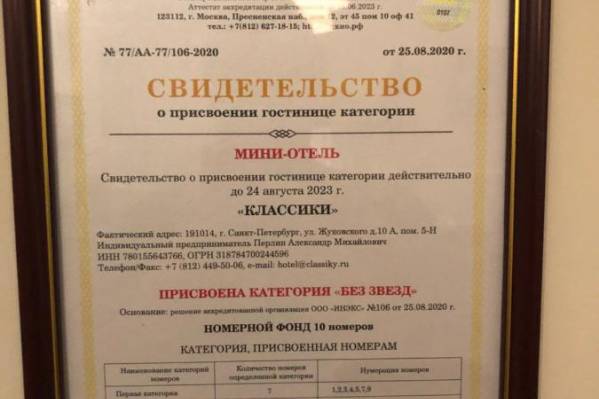 Аттестат аккредитации действи 06 2023 г.
123112, г. Москва, Пресненская наб. 12, эт 45 пом 10 оф 41
тел.: +7(812) 627-18-15;
№ 77/АА-77/106-2020 от 25.08.2020 г.
СВИДЕТЕЛЬСТВО
о присвоении гостинице категории
МИНИ-ОТЕЛЬ
Свидетельство о присвоении гостинице категории действительно
до 24 августа 2023 г.
«КЛАССИКИ»
Фактический адрес: 191014, г. Санкт-Петербург, ул. Жуковского д.10 А, пом. 5-Н
Индивидуальный предприниматель Перлин Александр Михайлович
ИНН 780155643766, ОГРН 318784700244596
Телефон/Факс: +7 (812) 449-50-06, e-mail: hotel@classiky.ru
ПРИСВОЕНА КАТЕГОРИЯ «БЕЗ ЗВЕЗД»
Основание: решение аккредитованной организации ООО «ИНЭКС» №106 от 25.08.2020 г.
НОМЕРНОЙ ФОНД 10 номеров
КАТЕГОРИЯ, ПРИСВОЕННАЯ НОМЕРАМ
Наименование категорий номеров Количество номеров определенной категории Нумерация номеров
Первая категория 7 1,2,3,4,5,7,9